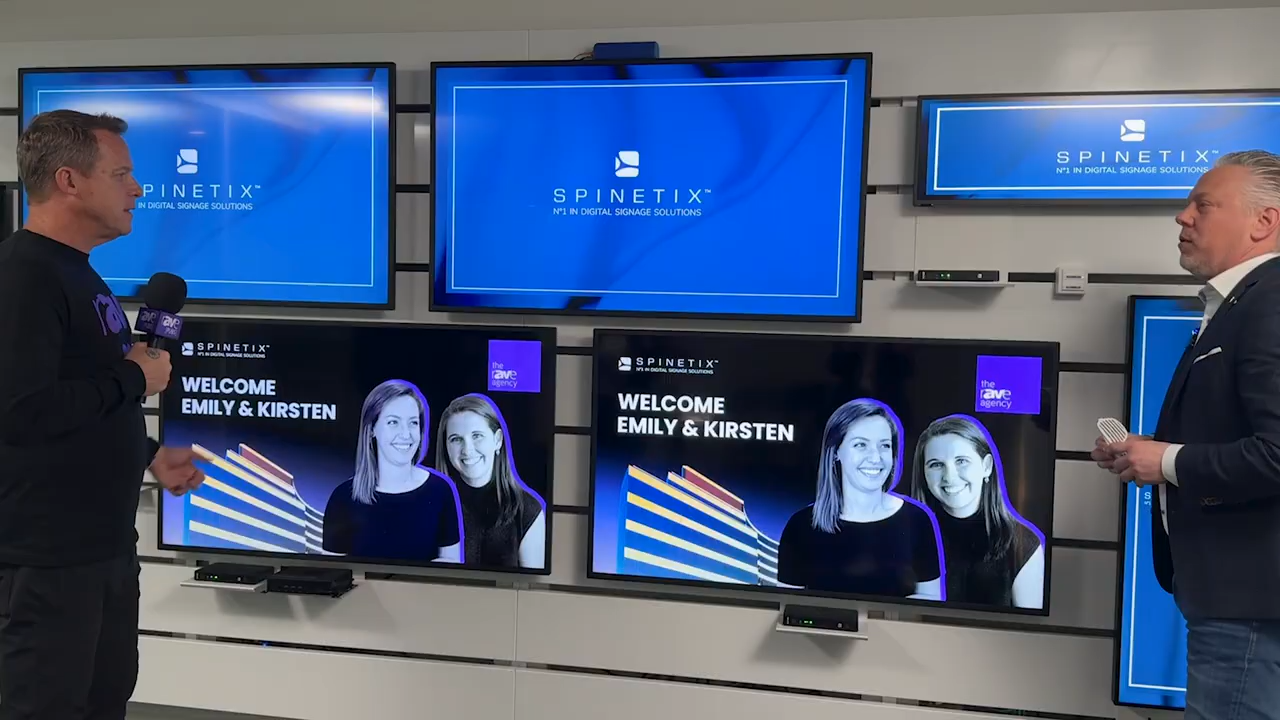 SPINETIX™
N°1 IN DIGITAL SIGNAGE SOLUTIONS
SPINETIX™
N°1 IN DIGITAL SIGNAGE SOLUTIONS
PINETIX™
IN DIGITAL SIGNAGE SOLUTIONS
SPINETIX™
N°1 IN DIGITAL SIGNAGE SOLUTIONS
the
rave
agency
WELCOME
EMILY & KIRSTEN
SPINETIX™
N°1 IN DIGITAL SIGNAGE SOLUTIONS
the
rave
agency
WELCOME
EMILY & KIRSTEN
rave